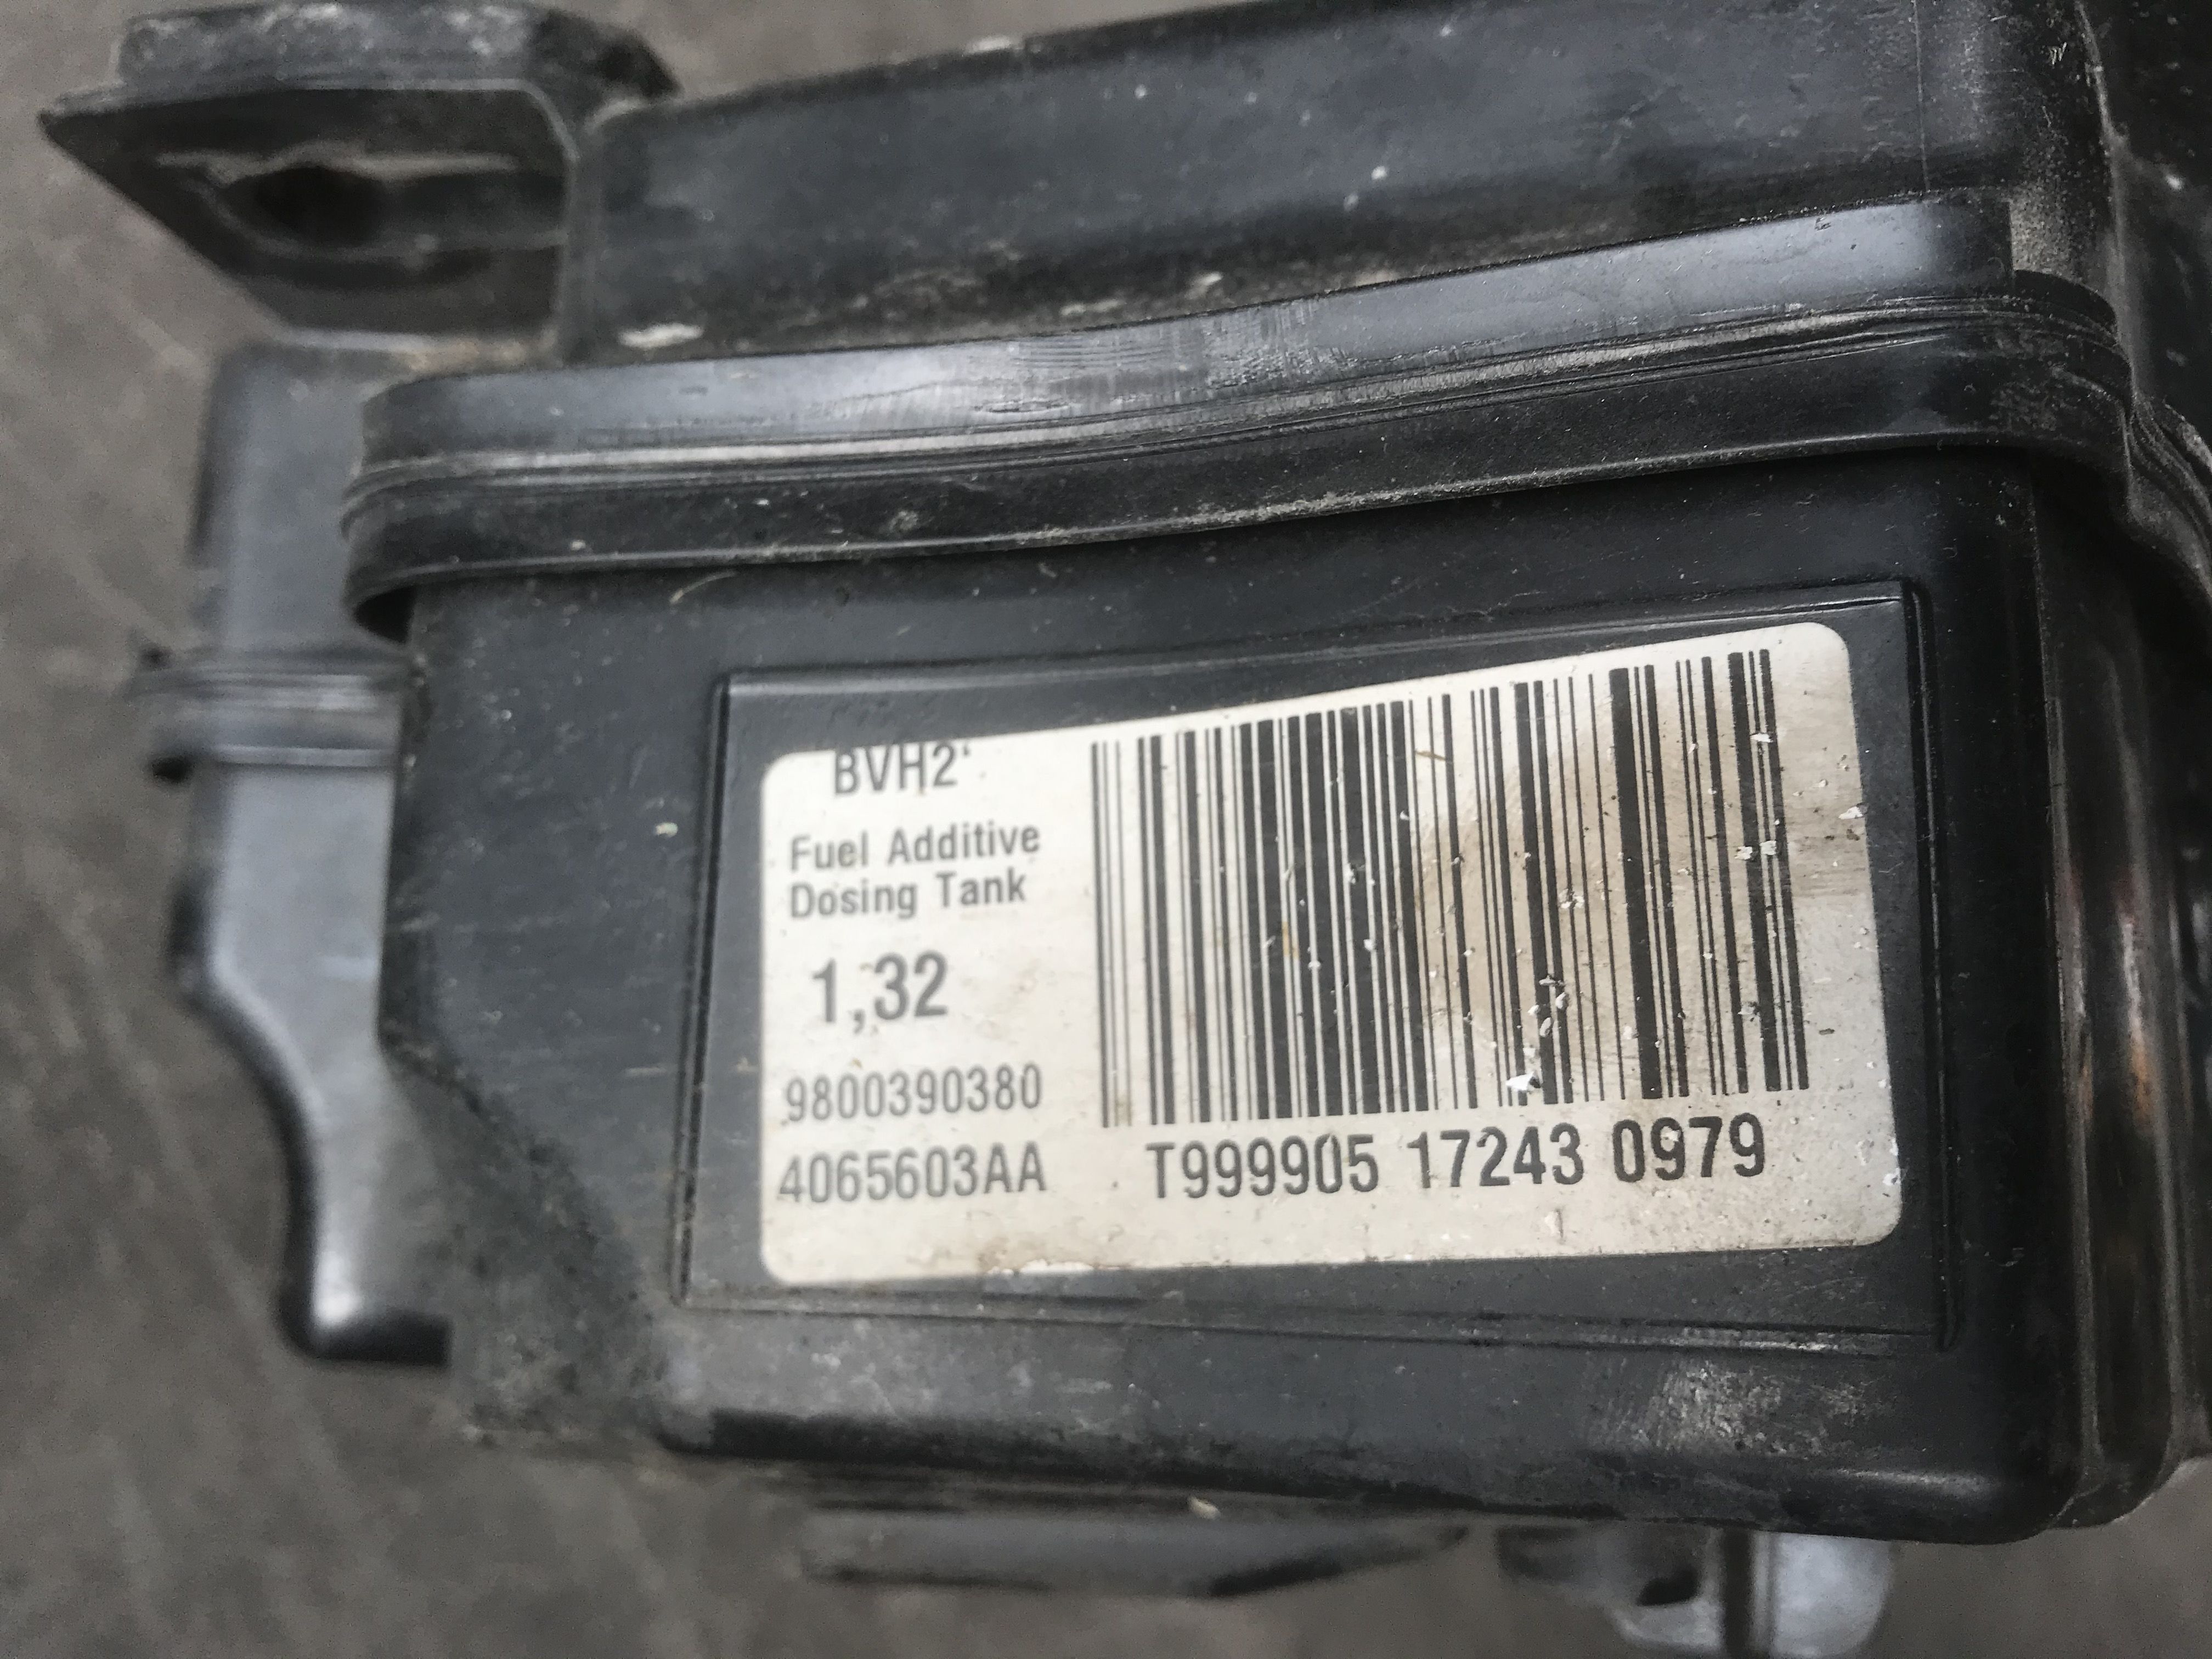 BVH2
Fuel Additive
Dosing Tank
1,32
9800390380
4065603AA
T999905 17243 0979